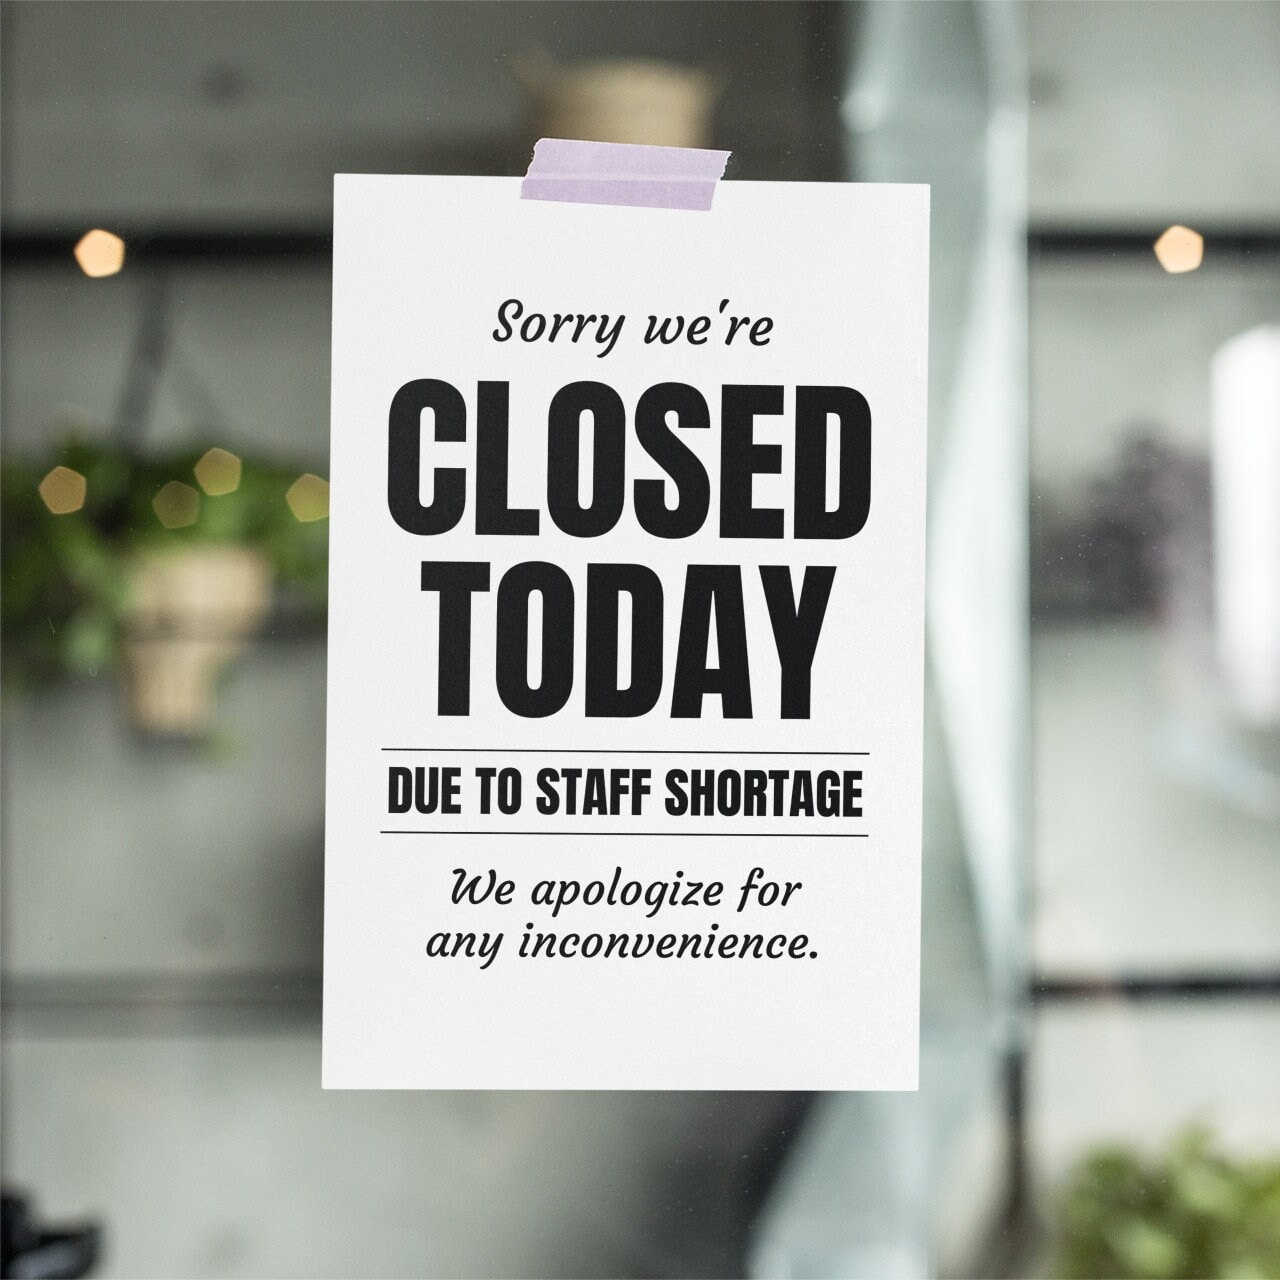 Sorry we're
CLOSED
TODAY
DUE TO STAFF SHORTAGE
We apologize for
any inconvenience.